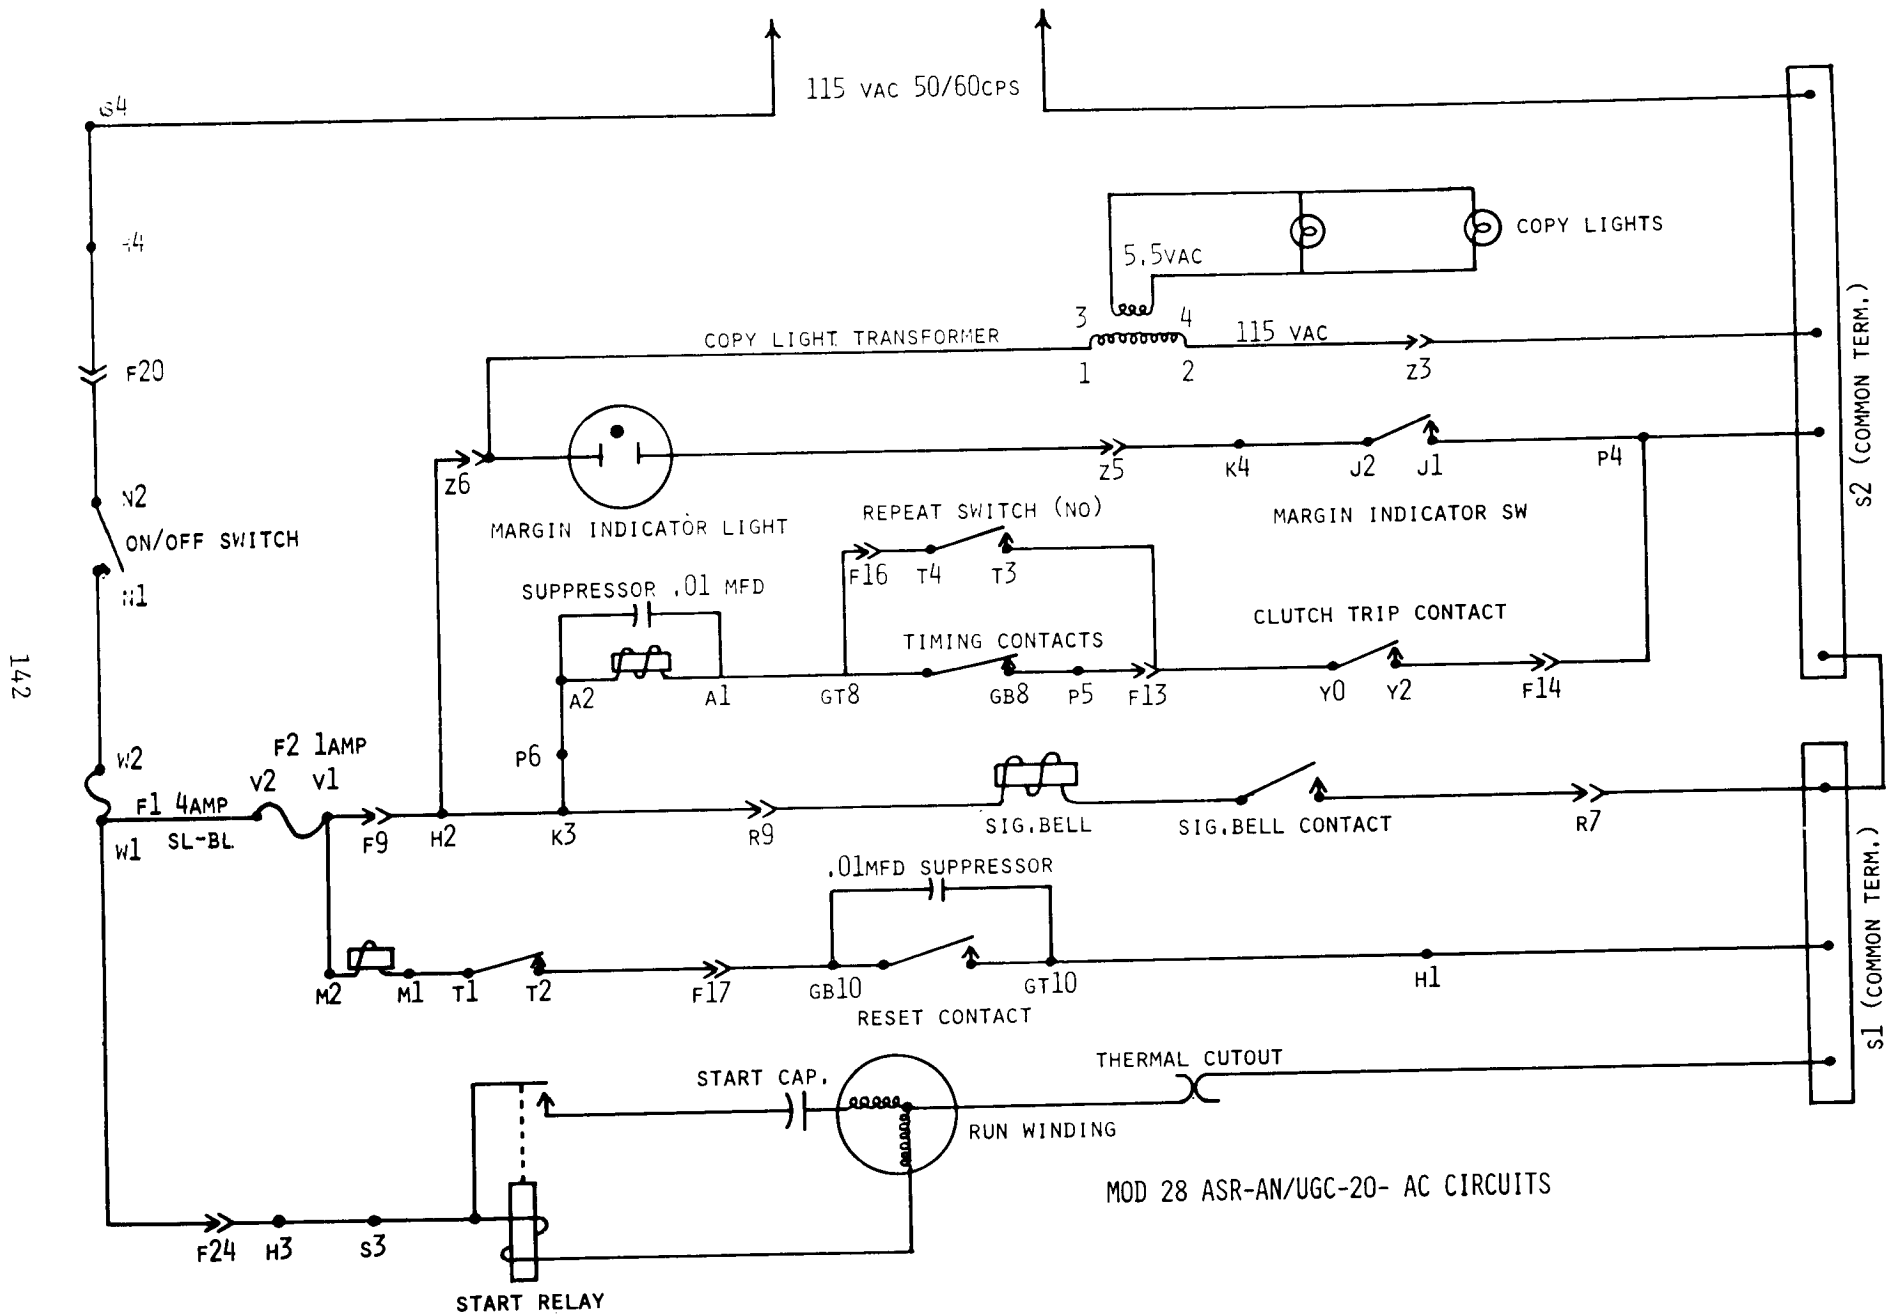 115 VAC 50/60CPS
COPY LIGHTS
5.5VAC
3
4
COPY LIGHT TRANSFORMER
115 VAC
1
2
Z3
F20
N2
ON/OFF SWITCH
N1
Z6
MARGIN INDICATOR LIGHT
Z5
K4
J2
J1
P4
MARGIN INDICATOR SW
REPEAT SWITCH (NO)
F16
T4
T3
SUPPRESSOR .01 MFD
TIMING CONTACTS
CLUTCH TRIP CONTACT
A2
A1
GT8
GB8
P5
F13
Y0
Y2
F14
S2 (COMMON TERM.)
142
W2
F1 4AMP
SL-BL
W1
F2 1AMP
V2
V1
P6
F9
H2
K3
R9
SIG.BELL
SIG.BELL CONTACT
R7
.01MFD SUPPRESSOR
M2
M1
T1
T2
F17
GB10
GT10
H1
RESET CONTACT
S1 (COMMON TERM.)
THERMAL CUTOUT
START CAP.
RUN WINDING
F24
H3
S3
START RELAY
MOD 28 ASR-AN/UGC-20- AC CIRCUITS